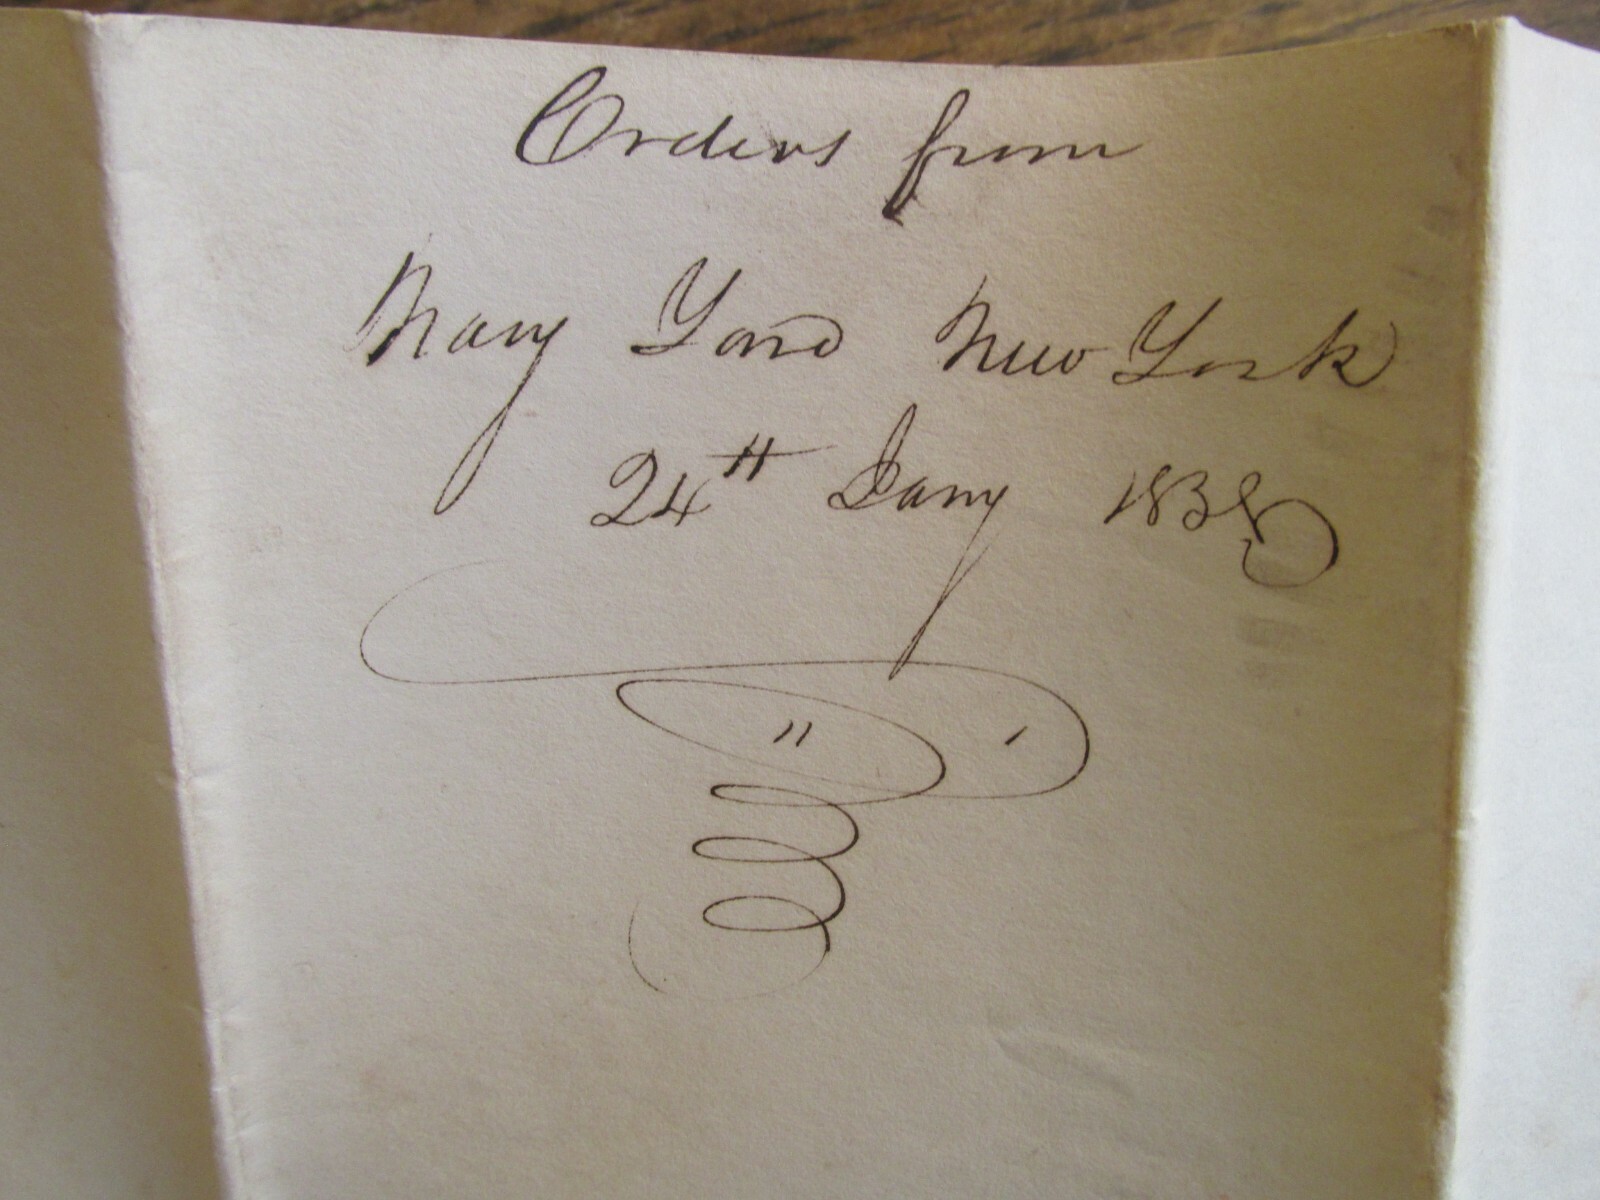 Orders from
Navy Yard New York
24th Jany